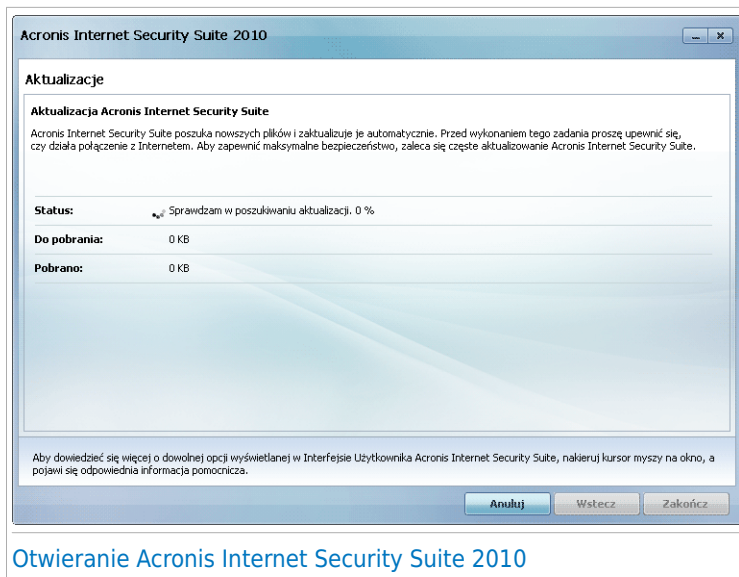 Acronis Internet Security Suite 2010
Aktualizacje
Aktualizacja Acronis Internet Security Suite
Acronis Internet Security Suite poszuka nowszych plików i zaktualizuje je automatycznie. Przed wykonaniem tego zadania proszę upewnić się,
czy działa połączenie z Internetem. Aby zapewnić maksymalne bezpieczeństwo, zaleca się częste aktualizowanie Acronis Internet Security Suite.
Status: Sprawdzam w poszukiwaniu aktualizacji. 0 %
Do pobrania: 0 KB
Pobrano: 0 KB
Aby dowiedzieć się więcej o dowolnej opcji wyświetlanej w Interfejsie Użytkownika Acronis Internet Security Suite, nakieruj kursor myszy na okno, a
pojawi się odpowiednia informacja pomocnicza.
Anuluj Wstecz Zakończ
Otwieranie Acronis Internet Security Suite 2010